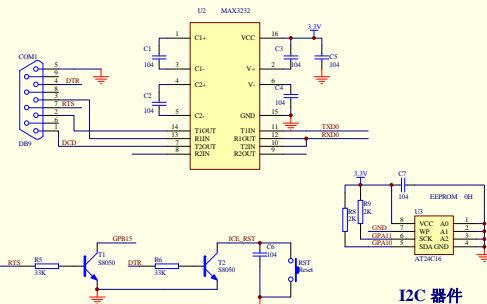 U2 MAX3232
3.3V
1 C1+ VCC 16
C1 104
C3 104
C5 104
3 C1- V+ 2
4 C2+ V- 6
C2 104
C4 104
5 C2- GND 15
14 T1OUT T1IN 11 TXD0
13 R1IN R1OUT 12 RXD0
7 T2OUT T2IN 10
8 R2IN R2OUT 9
COM1
5
9
4 DTR
8
3
7 RTS
2
6
1 DCD
DB9
3.3V
C7
104
EEPROM 0H
R8 2K
R9 2K
U3
8 VCC A0 1
GND 7 WP A1 2
GPA11 6 SCK A2 3
GPA10 5 SDA GND 4
AT24C16
GPB15
ICE_RST
RTS R5 33K
T1 S8050
DTR R6 33K
T2 S8050
C6 104
RST
Reset
I2C 器件